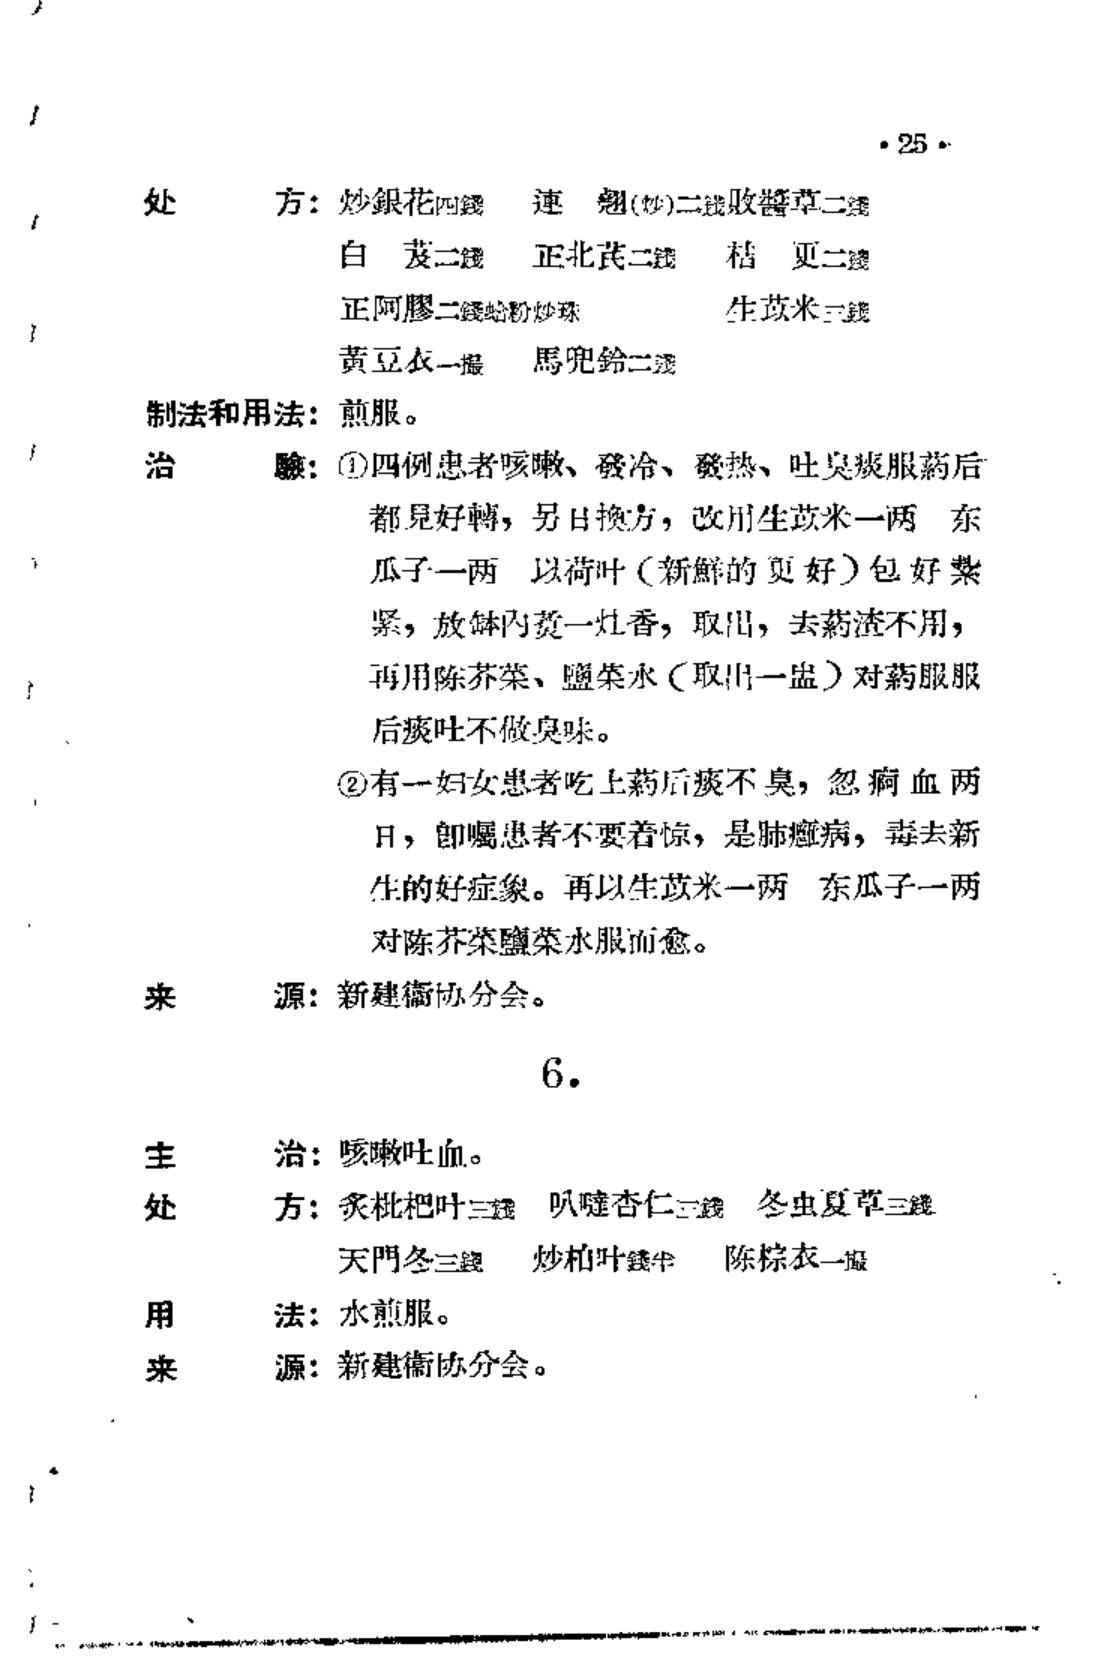 • 25 •
处　　方：炒銀花四錢　連　翹(炒)二錢敗醬草二錢
白　芨二錢　正北芪二錢　桔　更二錢
正阿膠二錢蛤粉炒珠　生苡米三錢
黃豆衣一撮　馬兜鈴二錢
制法和用法：煎服。
治　　驗：①四例患者咳嗽、發冷、發热、吐臭痰服葯后
都見好轉，另日換方，改用生苡米一两　东
瓜子一两　以荷叶（新鮮的更好）包好紮
紧，放缽內煲一灶香，取出，去葯渣不用，
再用陈芥菜、鹽菜水（取出一盅）对葯服服
后痰吐不做臭味。
②有一妇女患者吃上葯后痰不臭，忽痾血两
日，卽嘱患者不要着惊，是肺癰病，毒去新
生的好症象。再以生苡米一两　东瓜子一两
对陈芥菜鹽菜水服而愈。
来　　源：新建衞协分会。
6.
主　　治：咳嗽吐血。
处　　方：炙枇杷叶三錢　叭噠杏仁三錢　冬虫夏草三錢
天門冬三錢　炒柏叶錢半　陈棕衣一撮
用　　法：水煎服。
来　　源：新建衞协分会。